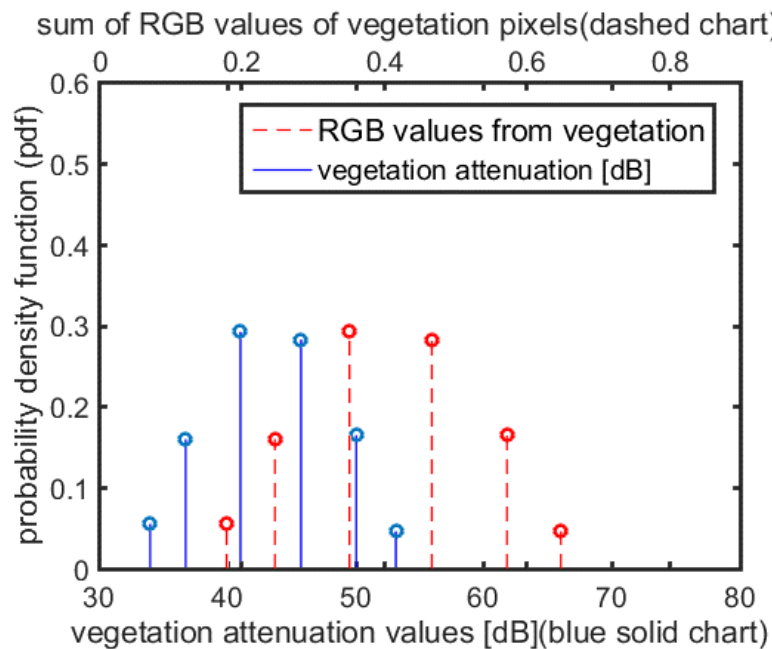 sum of RGB values of vegetation pixels(dashed chart)
0 0.2 0.4 0.6 0.8
0.6
0.5
0.4
0.3
0.2
0.1
0
probability density function (pdf)
RGB values from vegetation
vegetation attenuation [dB]
30 40 50 60 70 80
vegetation attenuation values [dB](blue solid chart)